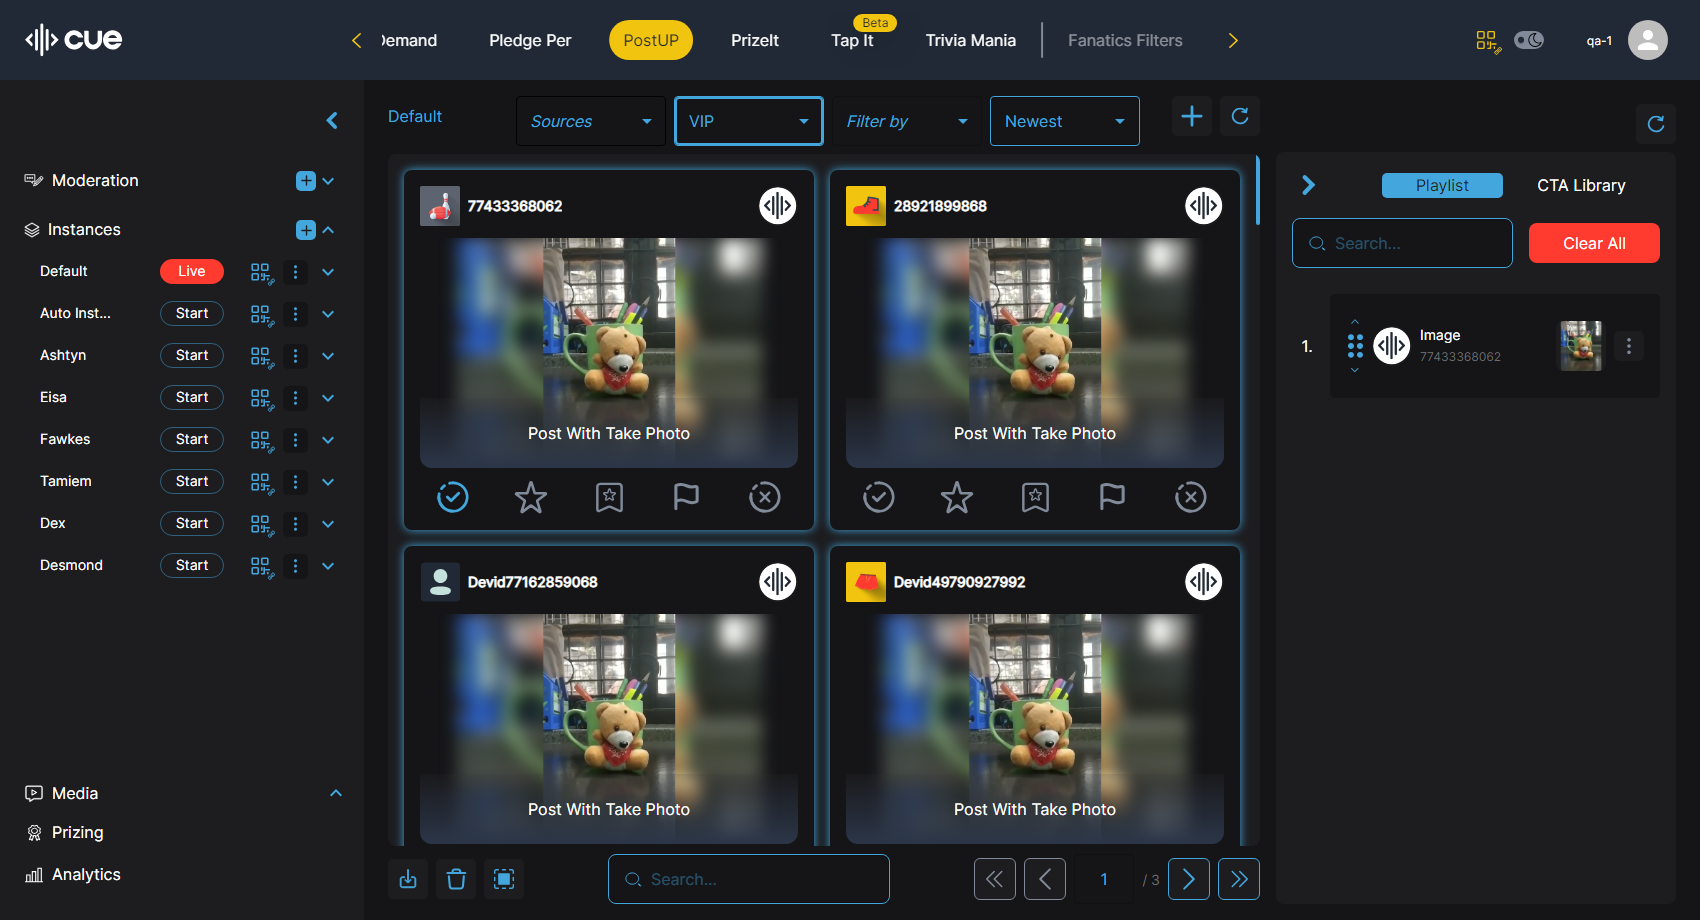 cue
Demand
Pledge Per
PostUP
PrizeIt
Beta
Tap It
Trivia Mania
Fanatics Filters
qa-1
Moderation
Instances
Default
Live
Auto Inst...
Start
Ashtyn
Start
Eisa
Start
Fawkes
Start
Tamiem
Start
Dex
Start
Desmond
Start
Media
Prizing
Analytics
Default
Sources
VIP
Filter by
Newest
77433368062
Post With Take Photo
28921899868
Post With Take Photo
Devid77162859068
Post With Take Photo
Devid49790927992
Post With Take Photo
Search...
1
/ 3
Playlist
CTA Library
Search...
Clear All
1.
Image
77433368062